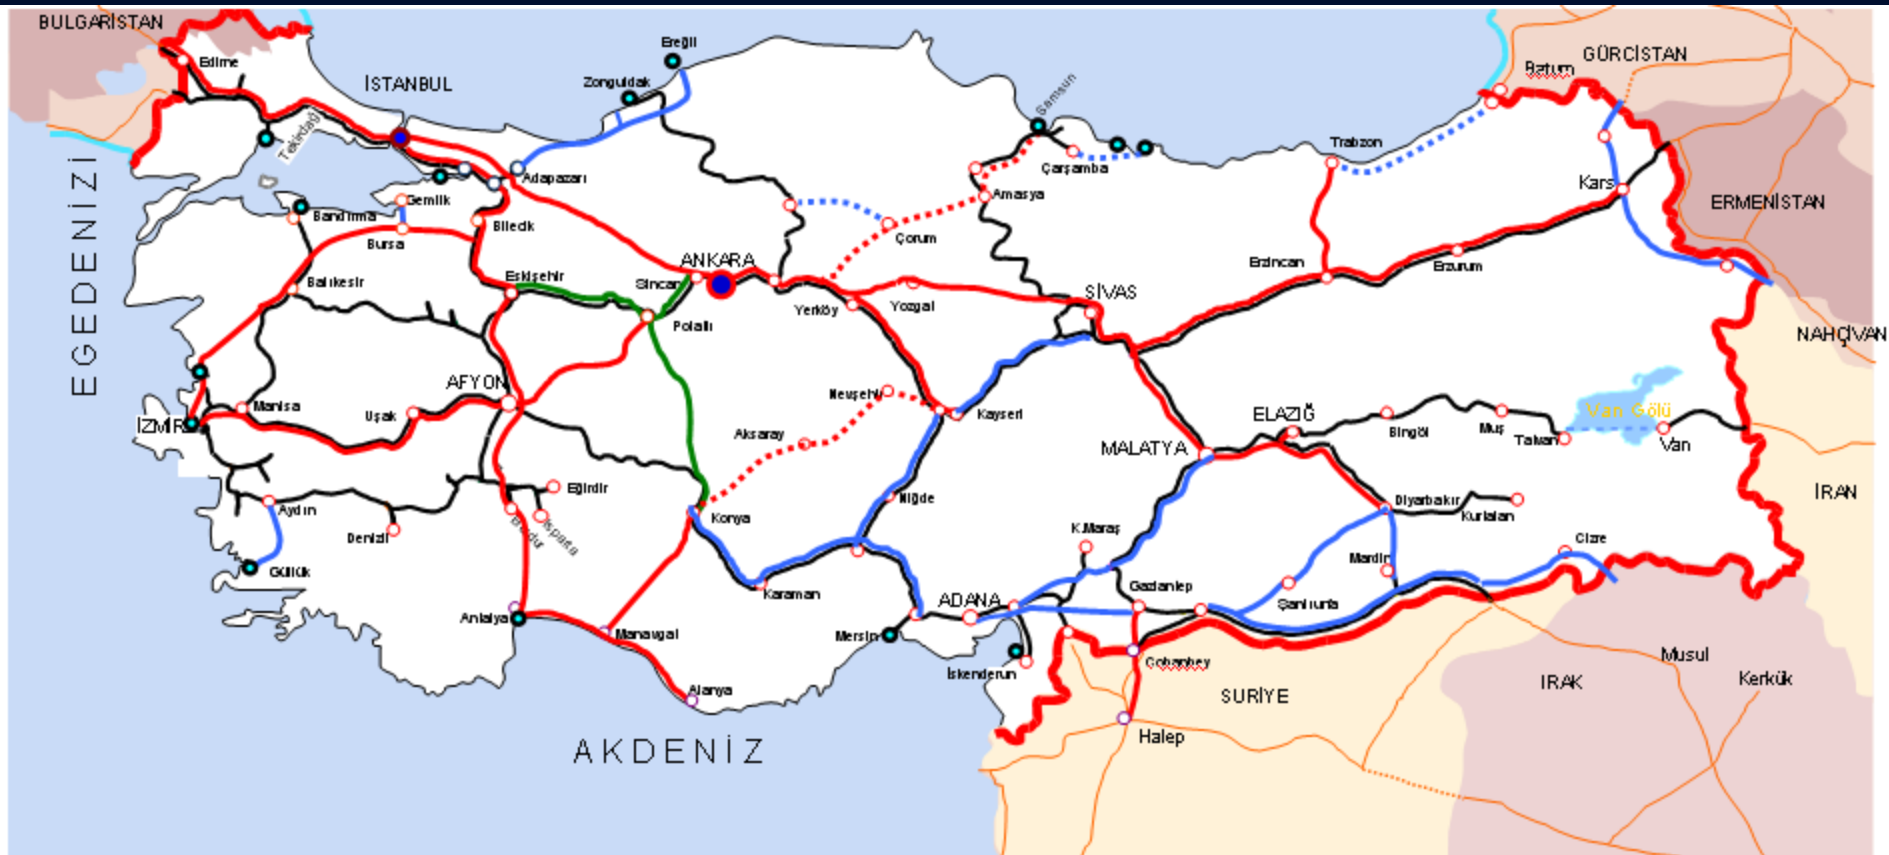 BULGARİSTAN
Edirne
İSTANBUL
Ereğli
Zonguldak
Tekirdağ
Samsun
Batum
GÜRCİSTAN
Trabzon
Çarşamba
Amasya
Kars
ERMENİSTAN
EGEDENİZİ
Adapazarı
Gemlik
Bandırma
Bursa
Bilecik
Çorum
ANKARA
Sincan
Eskişehir
Balıkesir
Polatlı
Yerköy
Yozgat
SİVAS
Erzincan
Erzurum
NAHÇİVAN
AFYON
Manisa
Uşak
İZMİR
Nevşehir
Kayseri
Aksaray
MALATYA
ELAZIĞ
Bingöl
Muş
Tatvan
Van Gölü
Van
İRAN
Eğirdir
Aydın
Denizli
Burdur
Isparta
Konya
Niğde
K.Maraş
Diyarbakır
Kurtalan
Güllük
Karaman
Gaziantep
Mardin
Cizre
Şanlıurfa
ADANA
Antalya
Manavgat
Mersin
İskenderun
Çobanbey
Alanya
SURİYE
IRAK
Musul
Kerkük
Halep
AKDENİZ